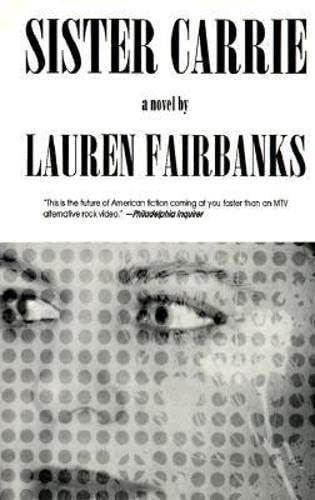 SISTER CARRIE
a novel by
LAUREN FAIRBANKS
"This is the future of American fiction coming at you faster than an MTV
alternative rock video." —Philadelphia Inquirer